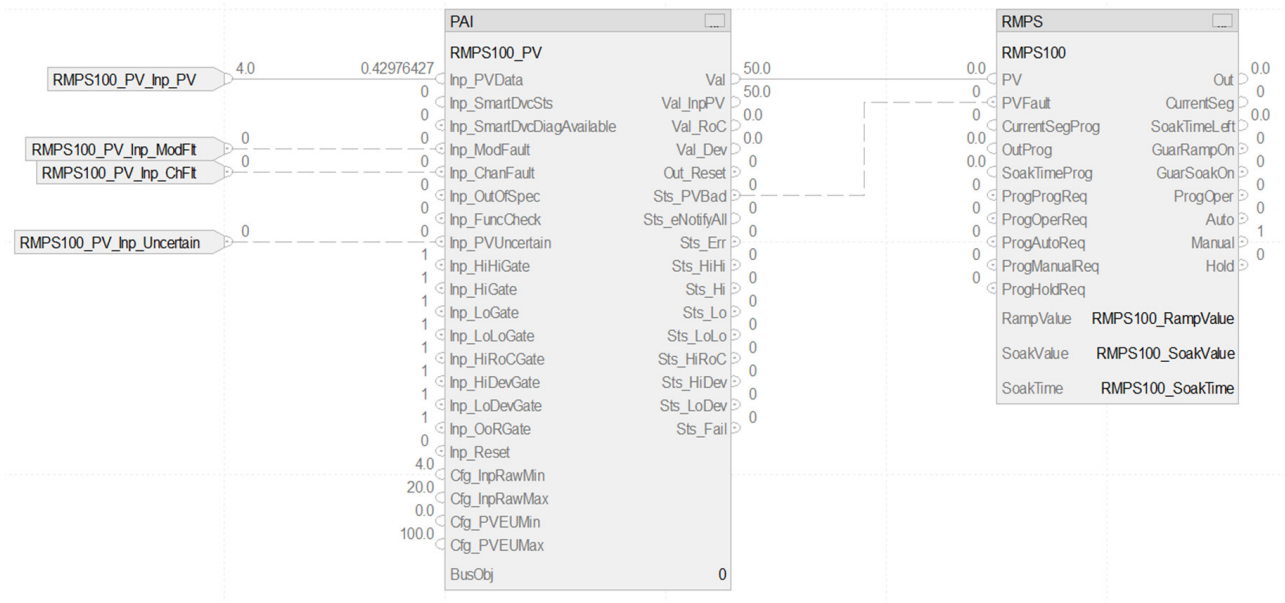 PAI ...
RMPS100_PV
RMPS100_PV_Inp_PV 4.0 0.42976427 Inp_PVData Val 50.0
0 Inp_SmartDvcSts Val_InpPV 50.0
0 Inp_SmartDvcDiagAvailable Val_RoC 0.0
RMPS100_PV_Inp_ModFlt 0 0 Inp_ModFault Val_Dev 0.0
RMPS100_PV_Inp_ChFlt 0 0 Inp_ChanFault Out_Reset 0
0 Inp_OutOfSpec Sts_PVBad 0
0 Inp_FuncCheck Sts_eNotifyAll 0
RMPS100_PV_Inp_Uncertain 0 0 Inp_PVUncertain Sts_Err 0
1 Inp_HiHiGate Sts_HiHi 0
1 Inp_HiGate Sts_Hi 0
1 Inp_LoGate Sts_Lo 0
1 Inp_LoLoGate Sts_LoLo 0
1 Inp_HiRoCGate Sts_HiRoC 0
1 Inp_HiDevGate Sts_HiDev 0
1 Inp_LoDevGate Sts_LoDev 0
1 Inp_OoRGate Sts_Fail 0
0 Inp_Reset
4.0 Cfg_InpRawMin
20.0 Cfg_InpRawMax
0.0 Cfg_PVEUMin
100.0 Cfg_PVEUMax
BusObj 0
RMPS ...
RMPS100
0.0 PV Out 0.0
0 PVFault CurrentSeg 0
0 CurrentSegProg SoakTimeLeft 0.0
0.0 OutProg GuarRampOn 0
0.0 SoakTimeProg GuarSoakOn 0
0 ProgProgReq ProgOper 0
0 ProgOperReq Auto 0
0 ProgAutoReq Manual 1
0 ProgManualReq Hold 0
0 ProgHoldReq
RampValue RMPS100_RampValue
SoakValue RMPS100_SoakValue
SoakTime RMPS100_SoakTime